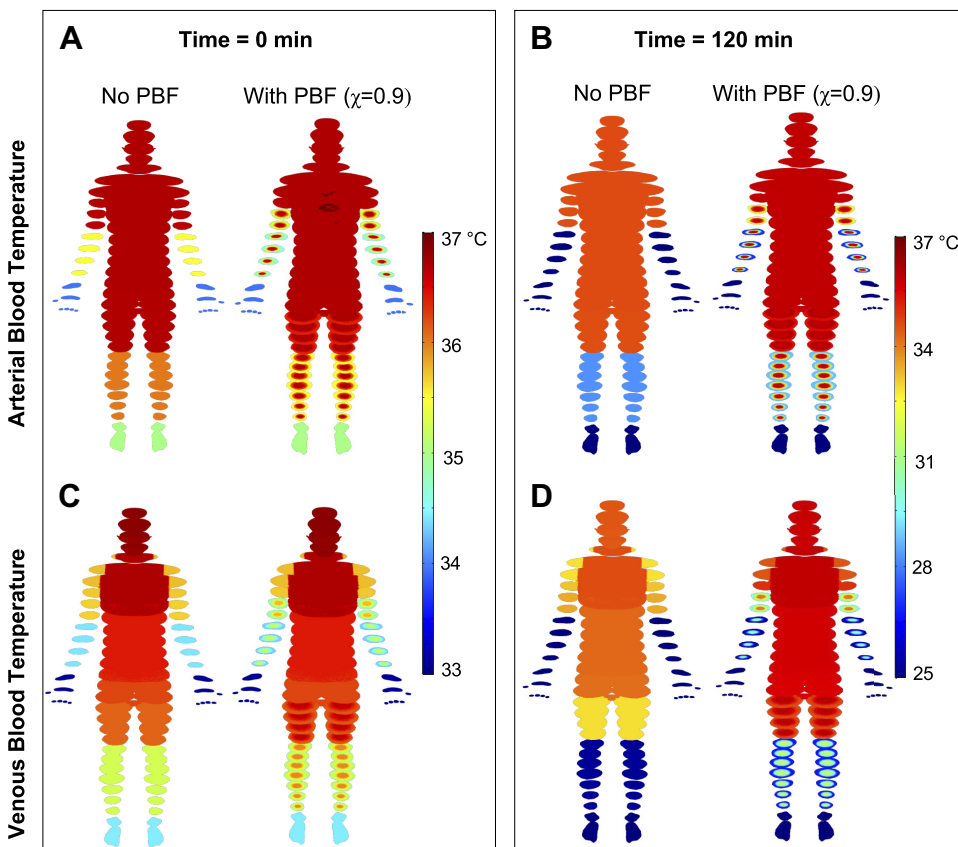 A
Time = 0 min
No PBF
With PBF (χ=0.9)
B
Time = 120 min
No PBF
With PBF (χ=0.9)
Arterial Blood Temperature
37 °C
36
35
34
33
37 °C
34
31
28
25
C
D
Venous Blood Temperature